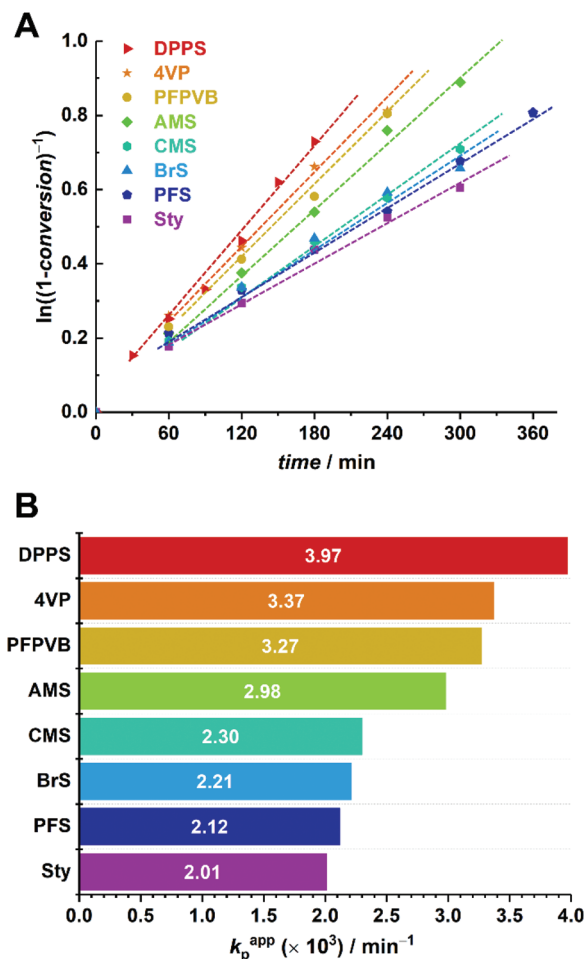 A
ln((1-conversion)⁻¹)
1.0
0.8
0.6
0.4
0.2
0.0
DPPS
4VP
PFPVB
AMS
CMS
BrS
PFS
Sty
0 60 120 180 240 300 360
time / min
B
DPPS 3.97
4VP 3.37
PFPVB 3.27
AMS 2.98
CMS 2.30
BrS 2.21
PFS 2.12
Sty 2.01
0.0 0.5 1.0 1.5 2.0 2.5 3.0 3.5 4.0
kₚᵃᵖᵖ (× 10³) / min⁻¹